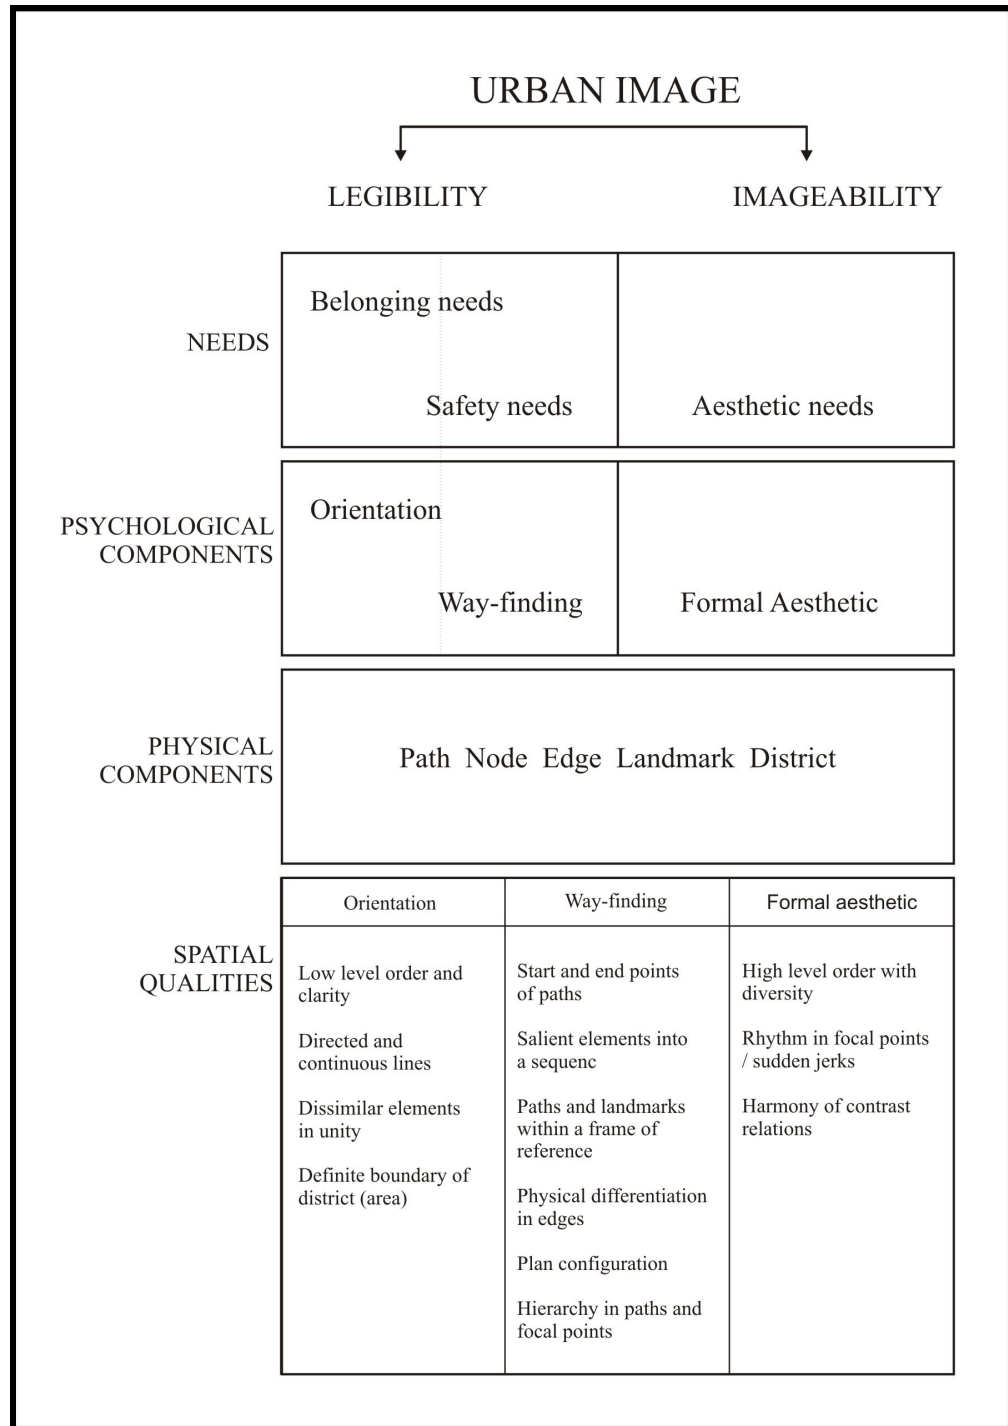 URBAN IMAGE
LEGIBILITY
IMAGEABILITY
NEEDS
Belonging needs
Safety needs
Aesthetic needs
PSYCHOLOGICAL
COMPONENTS
Orientation
Way-finding
Formal Aesthetic
PHYSICAL
COMPONENTS
Path Node Edge Landmark District
SPATIAL
QUALITIES
Orientation
Low level order and
clarity
Directed and
continuous lines
Dissimilar elements
in unity
Definite boundary of
district (area)
Way-finding
Start and end points
of paths
Salient elements into
a sequenc
Paths and landmarks
within a frame of
reference
Physical differentiation
in edges
Plan configuration
Hierarchy in paths and
focal points
Formal aesthetic
High level order with
diversity
Rhythm in focal points
/ sudden jerks
Harmony of contrast
relations